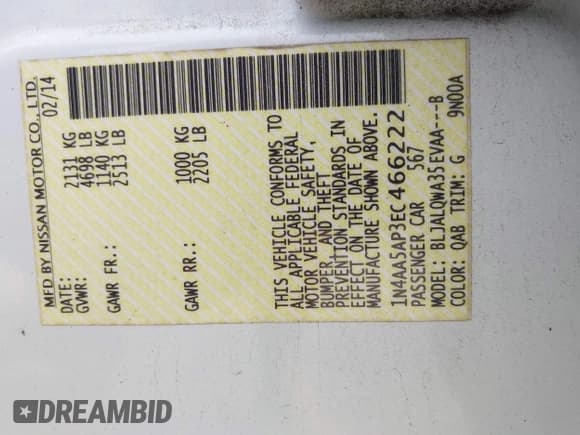 MFD BY NISSAN MOTOR CO., LTD.
DATE: 02/14
GVWR: 2131 KG
4698 LB
GAWR FR.: 1140 KG
2513 LB
GAWR RR.: 1000 KG
2205 LB
THIS VEHICLE CONFORMS TO
ALL APPLICABLE FEDERAL
MOTOR VEHICLE SAFETY,
BUMPER, AND THEFT
PREVENTION STANDARDS IN
EFFECT ON THE DATE OF
MANUFACTURE SHOWN ABOVE.
1N4AA5AP3EC466222
PASSENGER CAR 567
MODEL: BLJALQWA35EVAA---B
COLOR: QAB TRIM: G 9N00A
DREAMBID